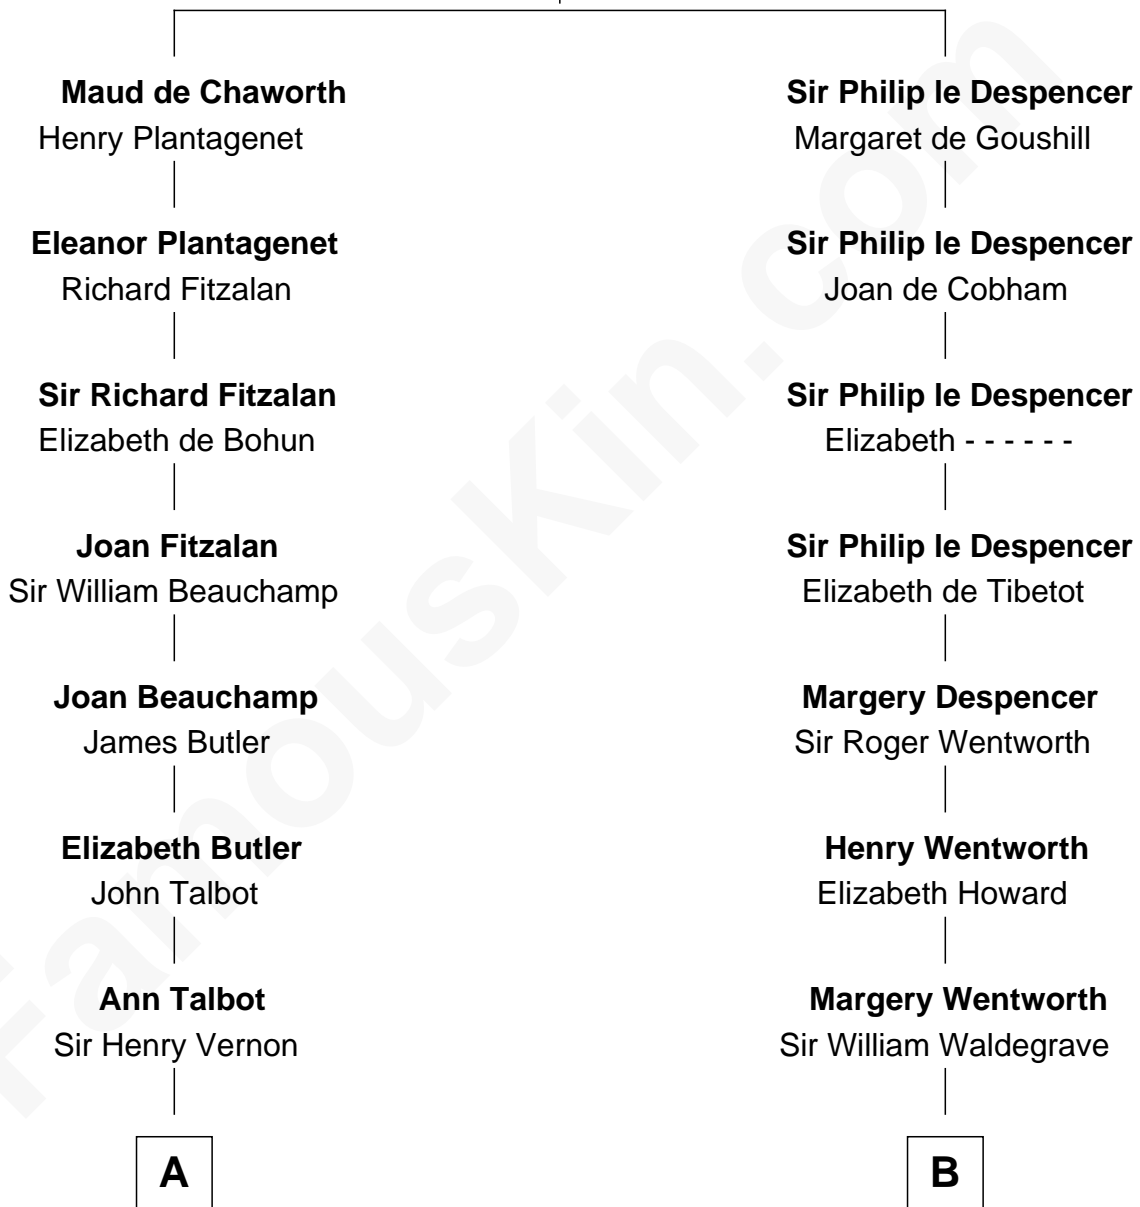 Maud de Chaworth
Henry Plantagenet
Eleanor Plantagenet
Richard Fitzalan
Sir Richard Fitzalan
Elizabeth de Bohun
Joan Fitzalan
Sir William Beauchamp
Joan Beauchamp
James Butler
Elizabeth Butler
John Talbot
Ann Talbot
Sir Henry Vernon
A
Sir Philip le Despencer
Margaret de Goushill
Sir Philip le Despencer
Joan de Cobham
Sir Philip le Despencer
Elizabeth - - - - - -
Sir Philip le Despencer
Elizabeth de Tibetot
Margery Despencer
Sir Roger Wentworth
Henry Wentworth
Elizabeth Howard
Margery Wentworth
Sir William Waldegrave
B
FamousKin.com